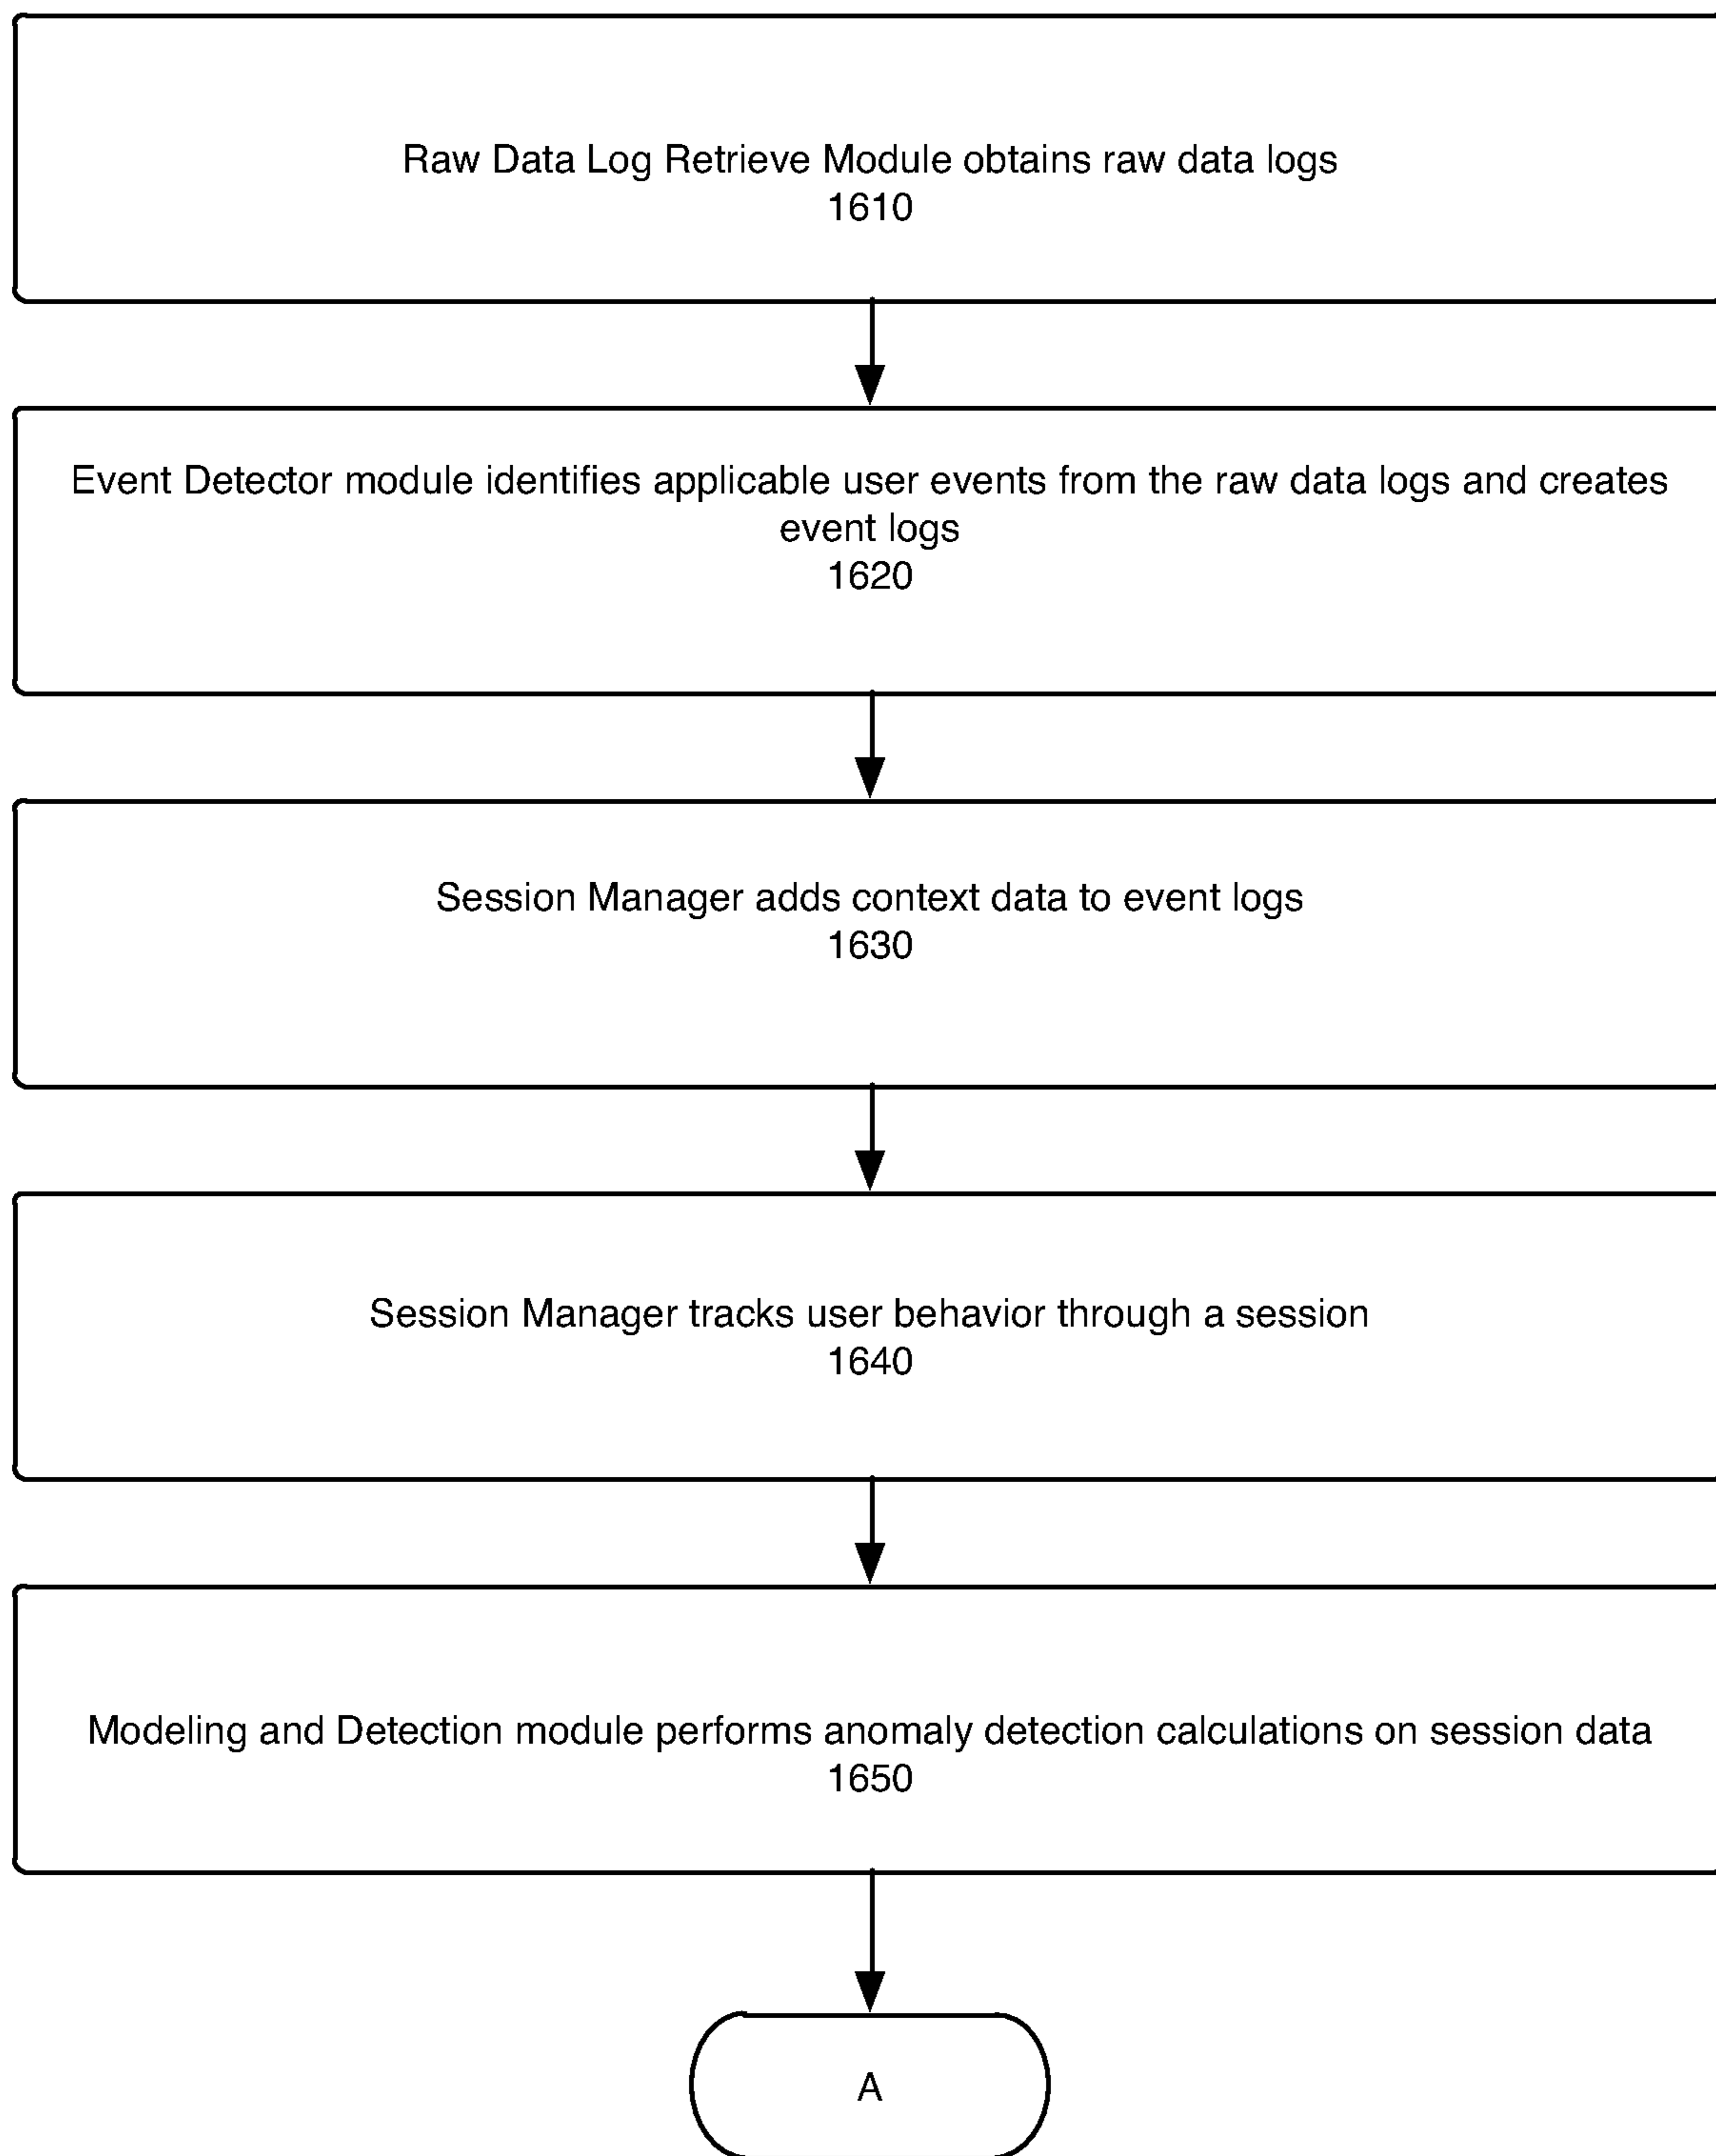 Raw Data Log Retrieve Module obtains raw data logs
1610
Event Detector module identifies applicable user events from the raw data logs and creates
event logs
1620
Session Manager adds context data to event logs
1630
Session Manager tracks user behavior through a session
1640
Modeling and Detection module performs anomaly detection calculations on session data
1650
A